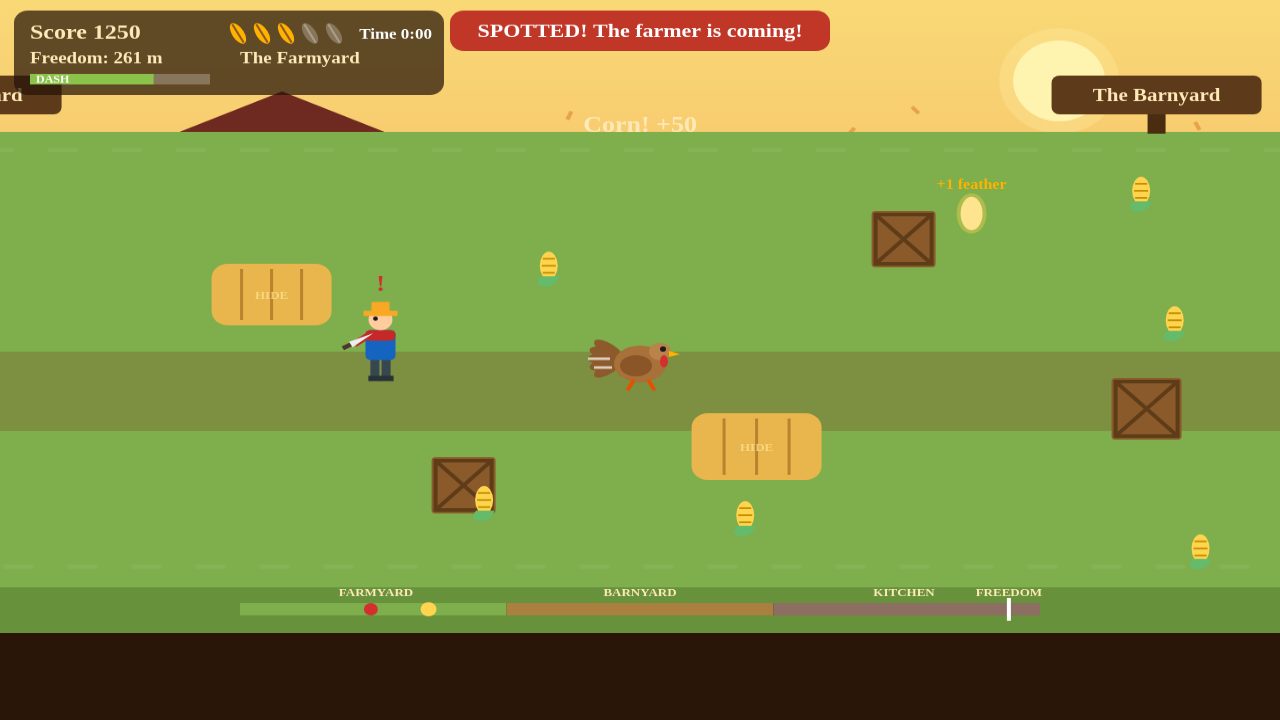 Score 1250
Time 0:00
Freedom: 261 m
The Farmyard
DASH
SPOTTED! The farmer is coming!
rd
The Barnyard
Corn! +50
+1 feather
HIDE
!
HIDE
FARMYARD
BARNYARD
KITCHEN
FREEDOM